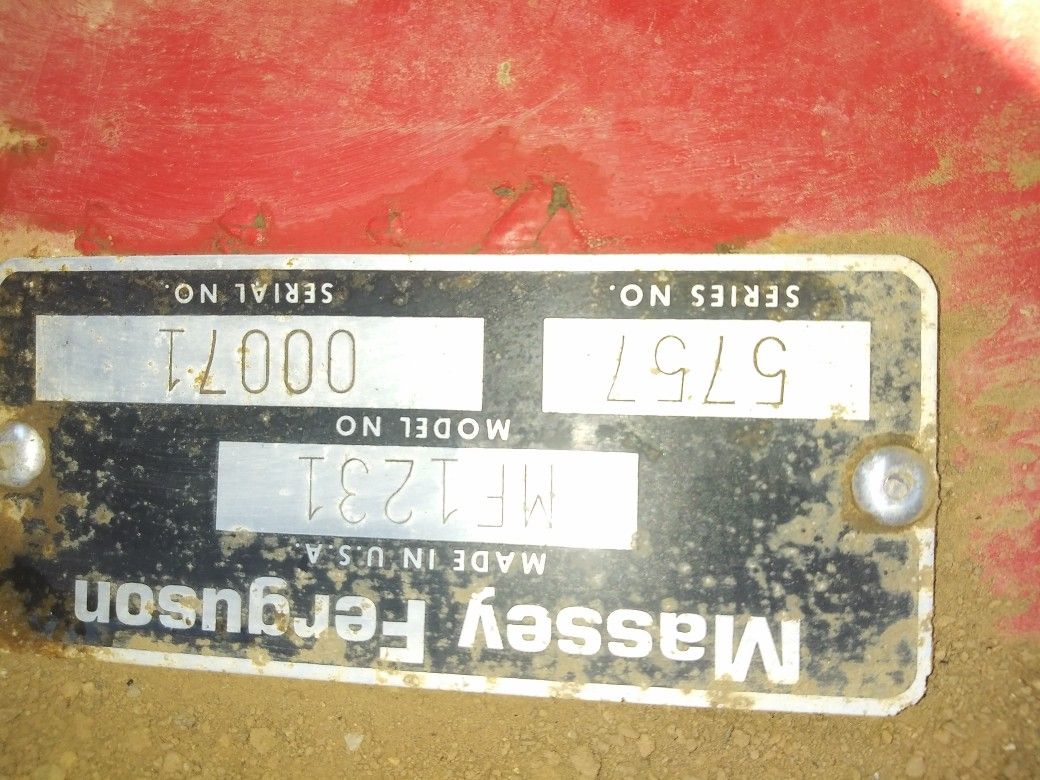 Massey Ferguson
MADE IN U.S.A.
MF1231
MODEL NO
5757 00071
SERIES NO. SERIAL NO.